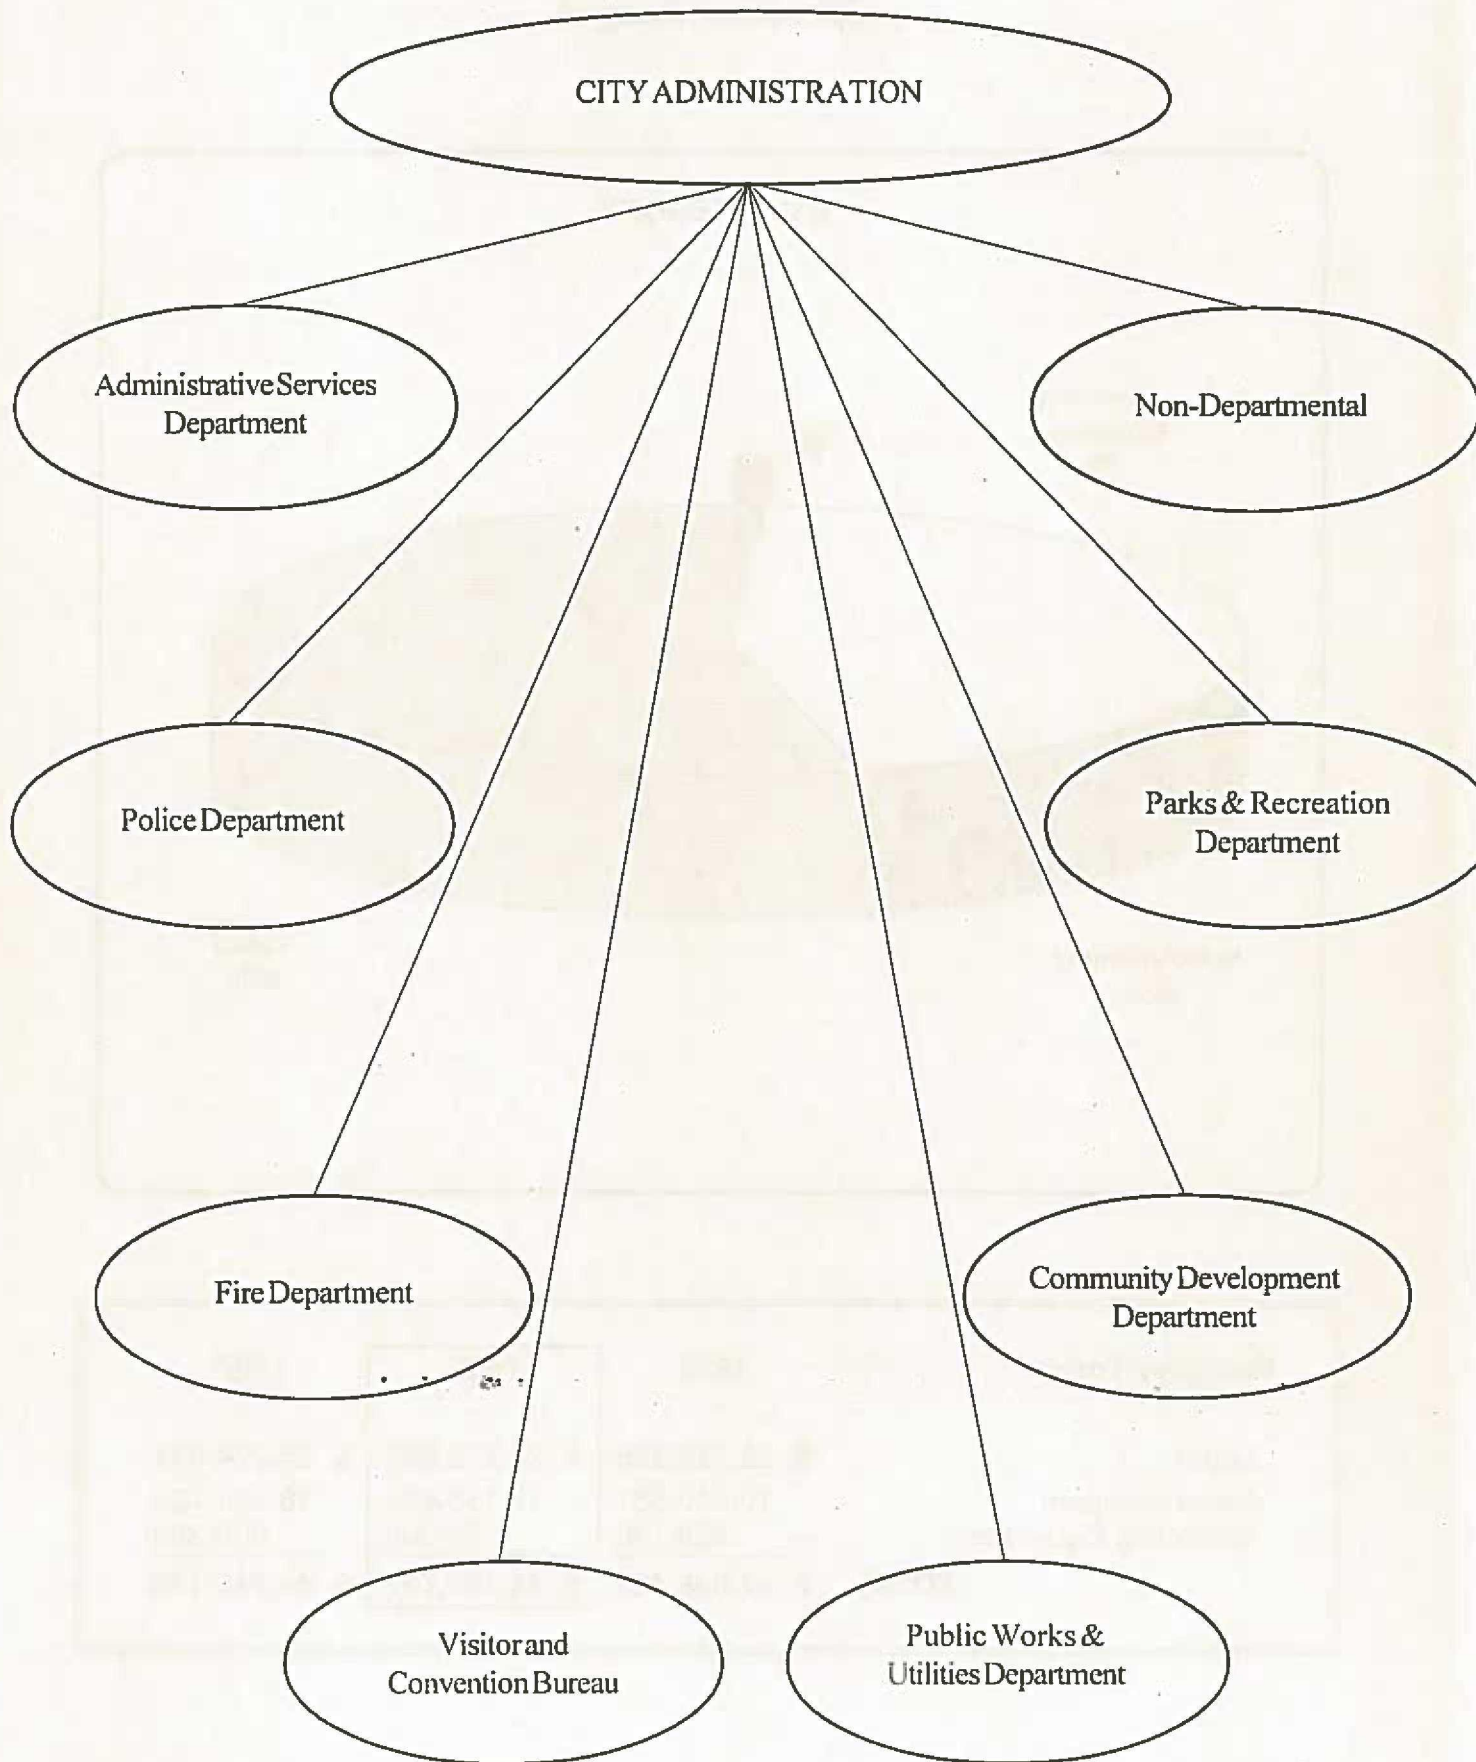 CITY ADMINISTRATION
Administrative Services
Department
Non-Departmental
Police Department
Parks & Recreation
Department
Fire Department
Community Development
Department
Visitor and
Convention Bureau
Public Works &
Utilities Department